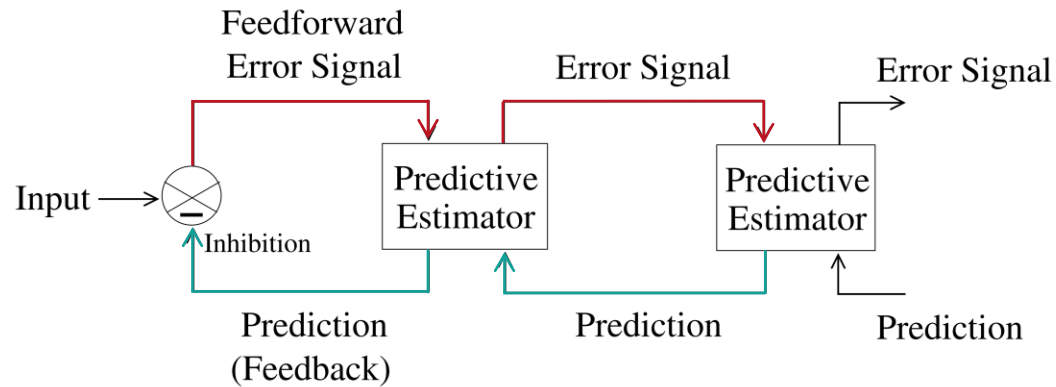 Feedforward
Error Signal
Error Signal
Error Signal
Input
Predictive
Estimator
Predictive
Estimator
Inhibition
Prediction
(Feedback)
Prediction
Prediction